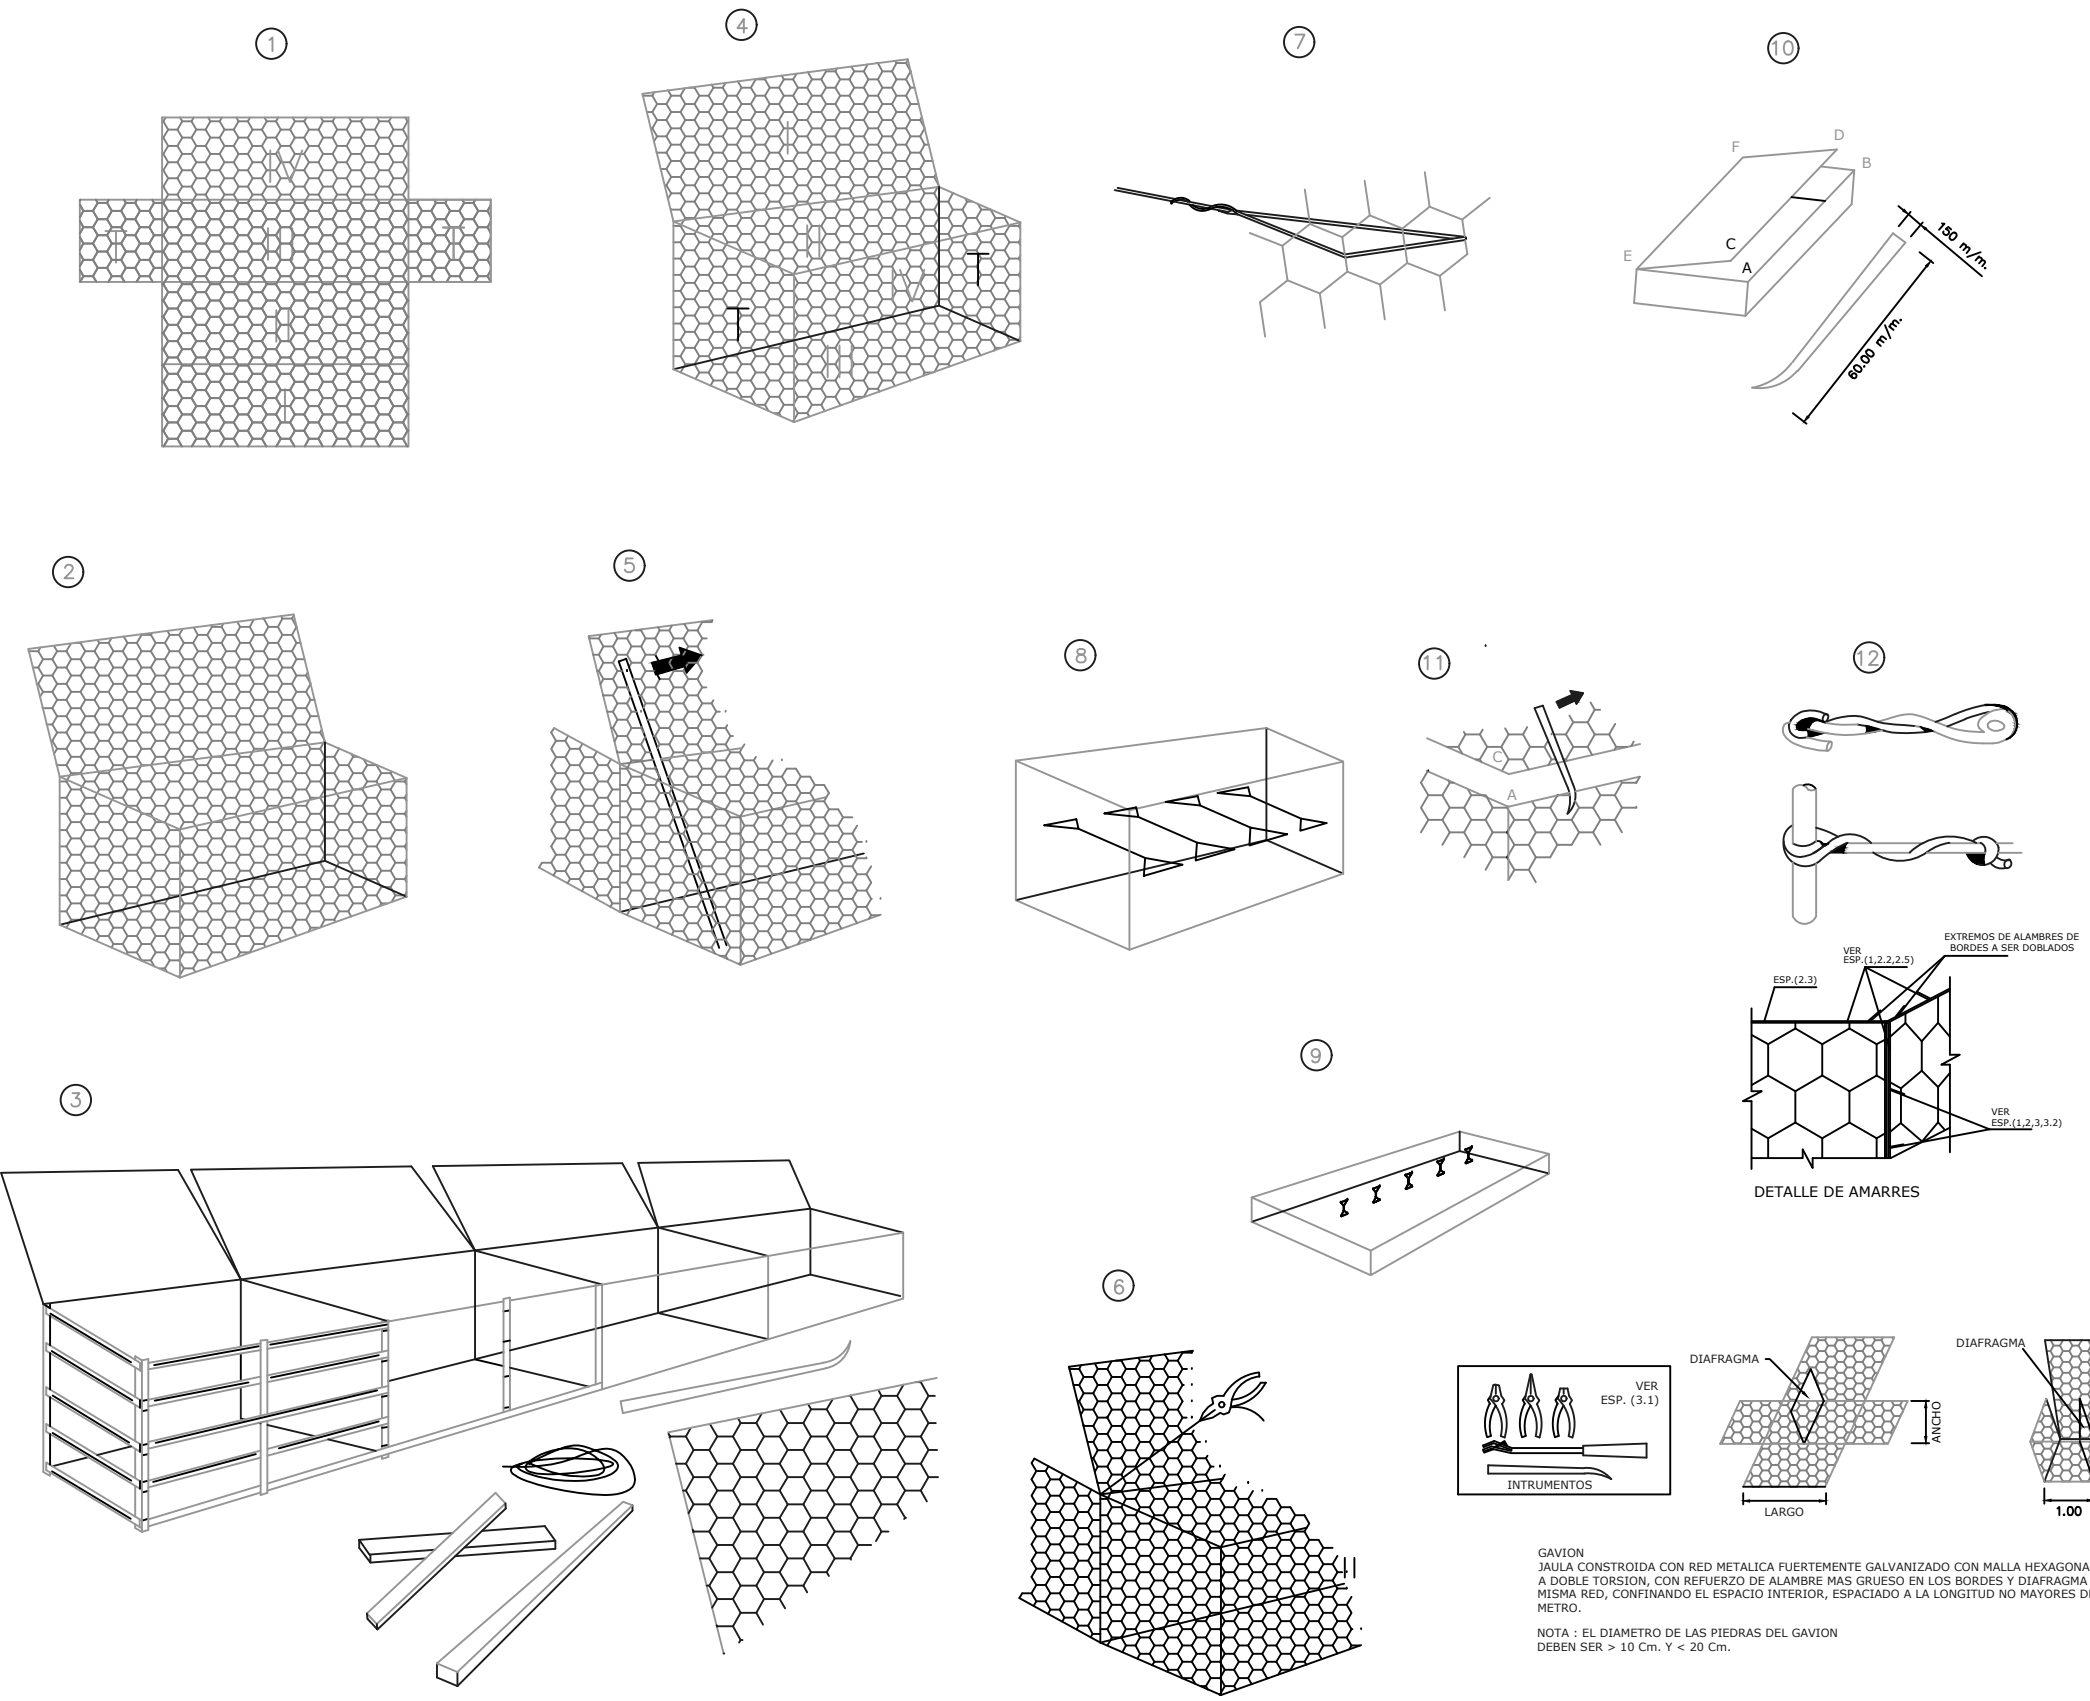 1
IV
T
III
T
II
I
4
I
II
IV
T
T
III
7
10
F
D
B
E
C
A
150 m/m.
60.00 m/m.
2
5
8
11
C
A
12
EXTREMOS DE ALAMBRES DE
BORDES A SER DOBLADOS
VER
ESP.(1,2.2,2.5)
ESP.(2.3)
VER
ESP.(1,2,3,3.2)
DETALLE DE AMARRES
3
9
6
II
VER
ESP. (3.1)
INTRUMENTOS
DIAFRAGMA
ANCHO
LARGO
DIAFRAGMA
1.00
GAVION
JAULA CONSTROIDA CON RED METALICA FUERTEMENTE GALVANIZADO CON MALLA HEXAGONA
A DOBLE TORSION, CON REFUERZO DE ALAMBRE MAS GRUESO EN LOS BORDES Y DIAFRAGMA
MISMA RED, CONFINANDO EL ESPACIO INTERIOR, ESPACIADO A LA LONGITUD NO MAYORES DE
METRO.
NOTA : EL DIAMETRO DE LAS PIEDRAS DEL GAVION
DEBEN SER > 10 Cm. Y < 20 Cm.